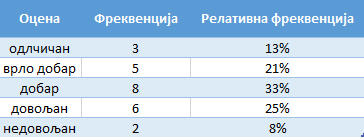 Оцена Фреквенција Релативна фреквенција
одлчичан 3 13%
врло добар 5 21%
добар 8 33%
довољан 6 25%
недовољан 2 8%